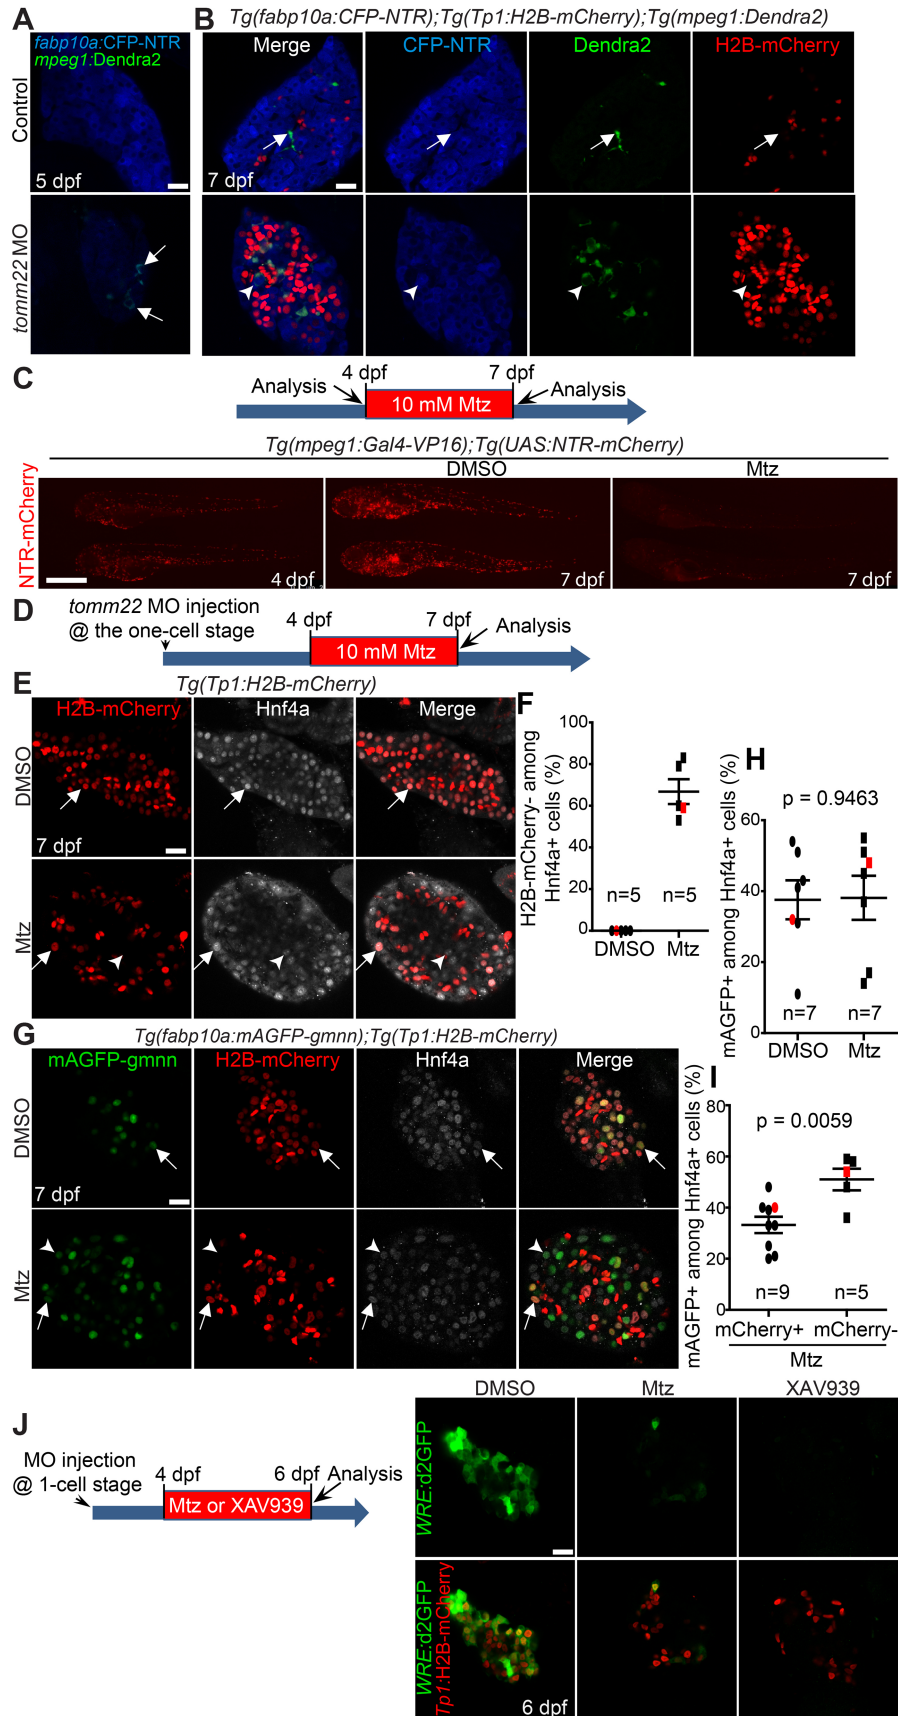 A
fabp10a:CFP-NTR
mpeg1:Dendra2
Control
5 dpf
tomm22 MO
B
Tg(fabp10a:CFP-NTR);Tg(Tp1:H2B-mCherry);Tg(mpeg1:Dendra2)
Merge CFP-NTR Dendra2 H2B-mCherry
7 dpf
C
4 dpf 7 dpf
Analysis Analysis
10 mM Mtz
Tg(mpeg1:Gal4-VP16);Tg(UAS:NTR-mCherry)
DMSO Mtz
NTR-mCherry
4 dpf 7 dpf 7 dpf
D
tomm22 MO injection
@ the one-cell stage
4 dpf 7 dpf
Analysis
10 mM Mtz
E
Tg(Tp1:H2B-mCherry)
H2B-mCherry Hnf4a Merge
DMSO
7 dpf
Mtz
F
H2B-mCherry- among
Hnf4a+ cells (%)
100
80
60
40
20
0
n=5 n=5
DMSO Mtz
H
mAGFP+ among Hnf4a+ cells (%)
p = 0.9463
60
40
20
0
n=7 n=7
DMSO Mtz
G
Tg(fabp10a:mAGFP-gmnn);Tg(Tp1:H2B-mCherry)
mAGFP-gmnn H2B-mCherry Hnf4a Merge
DMSO
7 dpf
Mtz
I
mAGFP+ among Hnf4a+ cells (%)
80
60
40
20
0
p = 0.0059
n=9 n=5
mCherry+ mCherry-
Mtz
J
MO injection
@ 1-cell stage
4 dpf 6 dpf
Analysis
Mtz or XAV939
DMSO Mtz XAV939
WRE:d2GFP
WRE:d2GFP
Tp1:H2B-mCherry
6 dpf